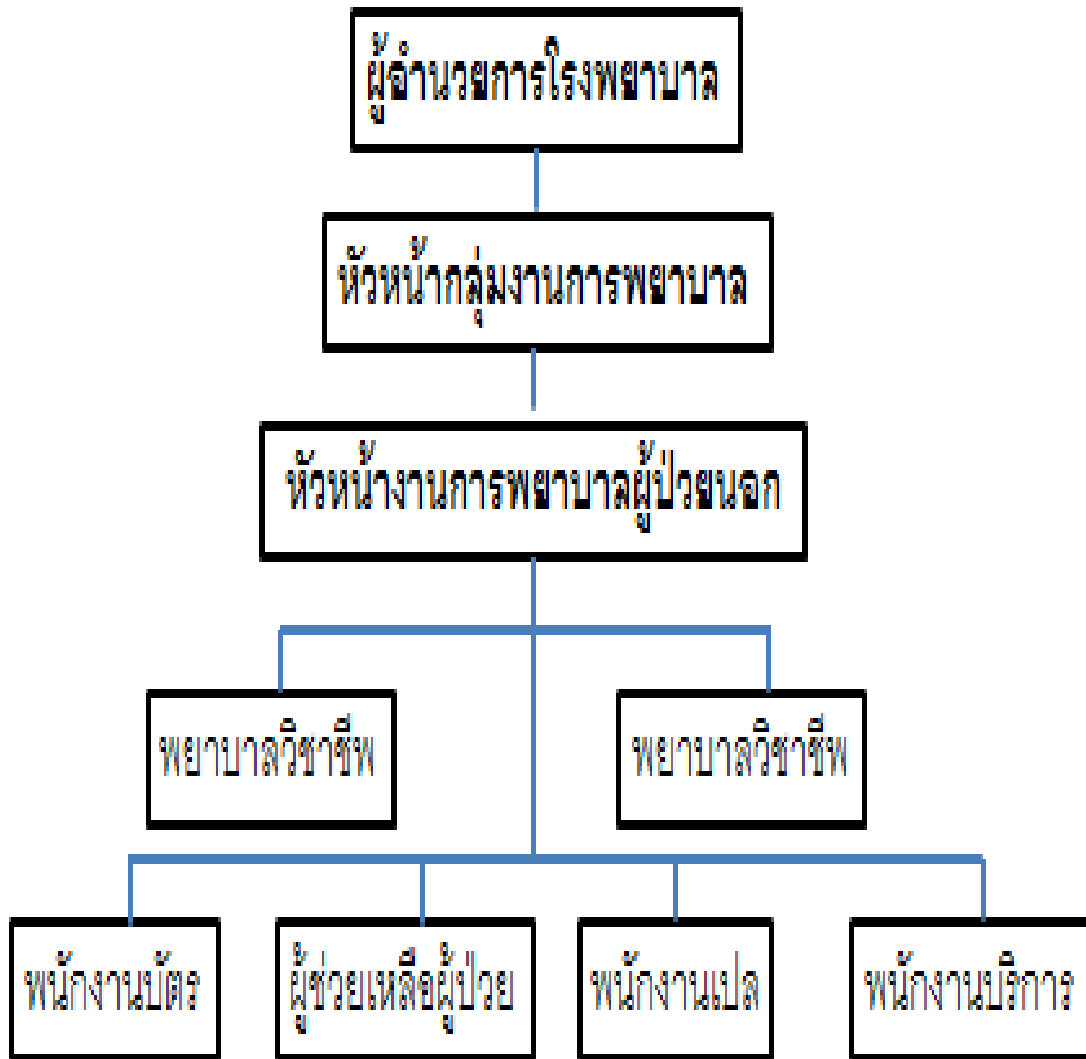 ผู้อำนวยการโรงพยาบาล
หัวหน้ากลุ่มงานการพยาบาล
หัวหน้างานการพยาบาลผู้ป่วยนอก
พยาบาลวิชาชีพ
พยาบาลวิชาชีพ
พนักงานบัตร
ผู้ช่วยเหลือผู้ป่วย
พนักงานเปล
พนักงานบริการ